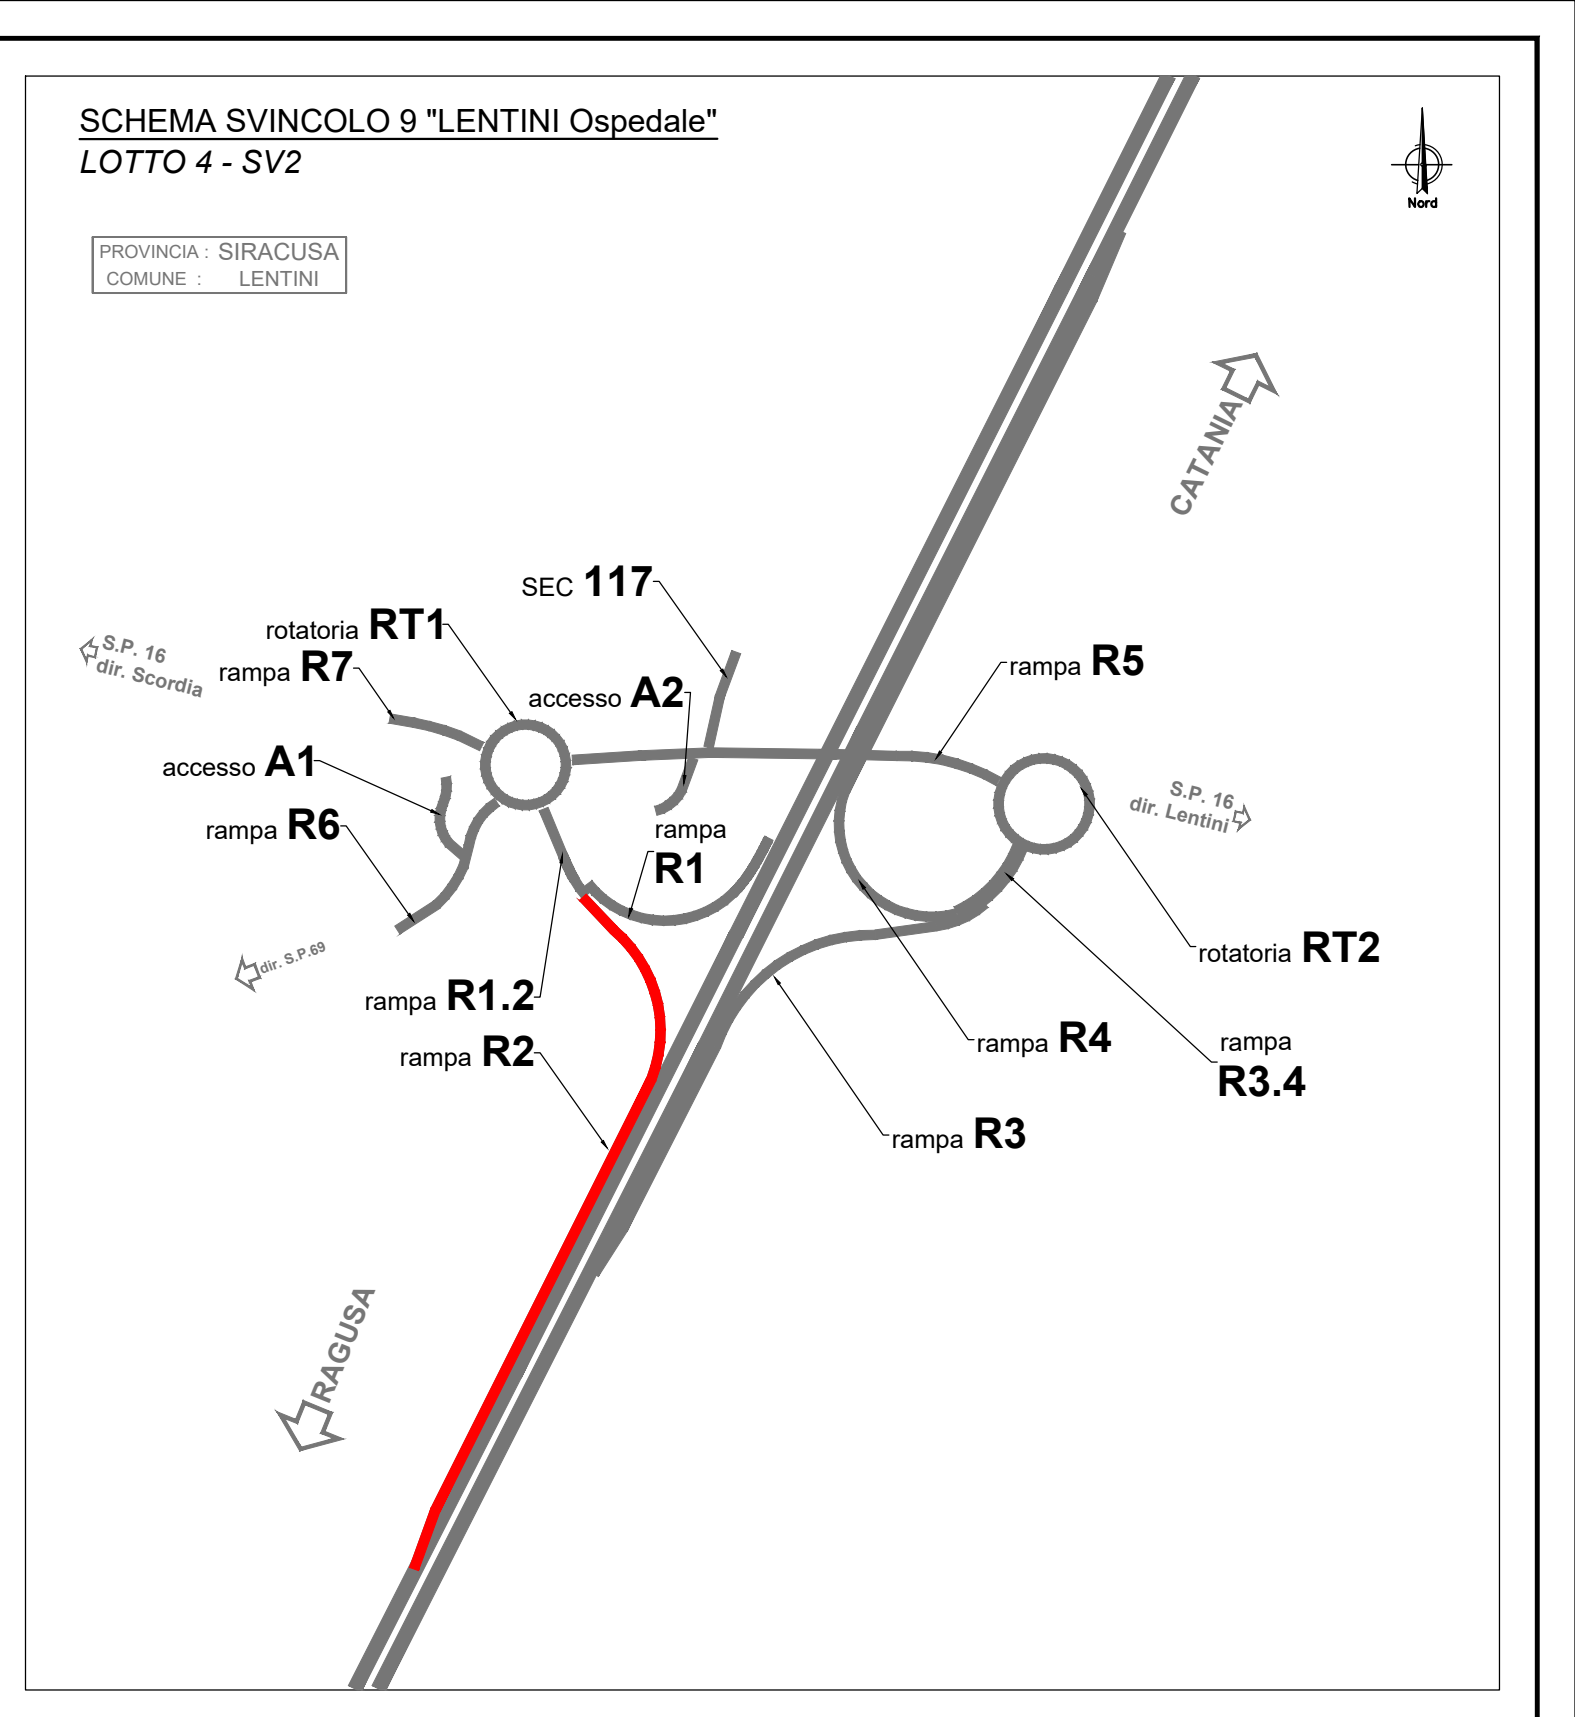 SCHEMA SVINCOLO 9 "LENTINI Ospedale"
LOTTO 4 - SV2
Nord
PROVINCIA : SIRACUSA
COMUNE : LENTINI
CATANIA
SEC 117
rotatoria RT1
S.P. 16
dir. Scordia
rampa R7
rampa R5
accesso A2
accesso A1
S.P. 16
dir. Lentini
rampa R6
rampa
R1
dir. S.P.69
rotatoria RT2
rampa R1.2
rampa R2
rampa R4
rampa
R3.4
rampa R3
RAGUSA